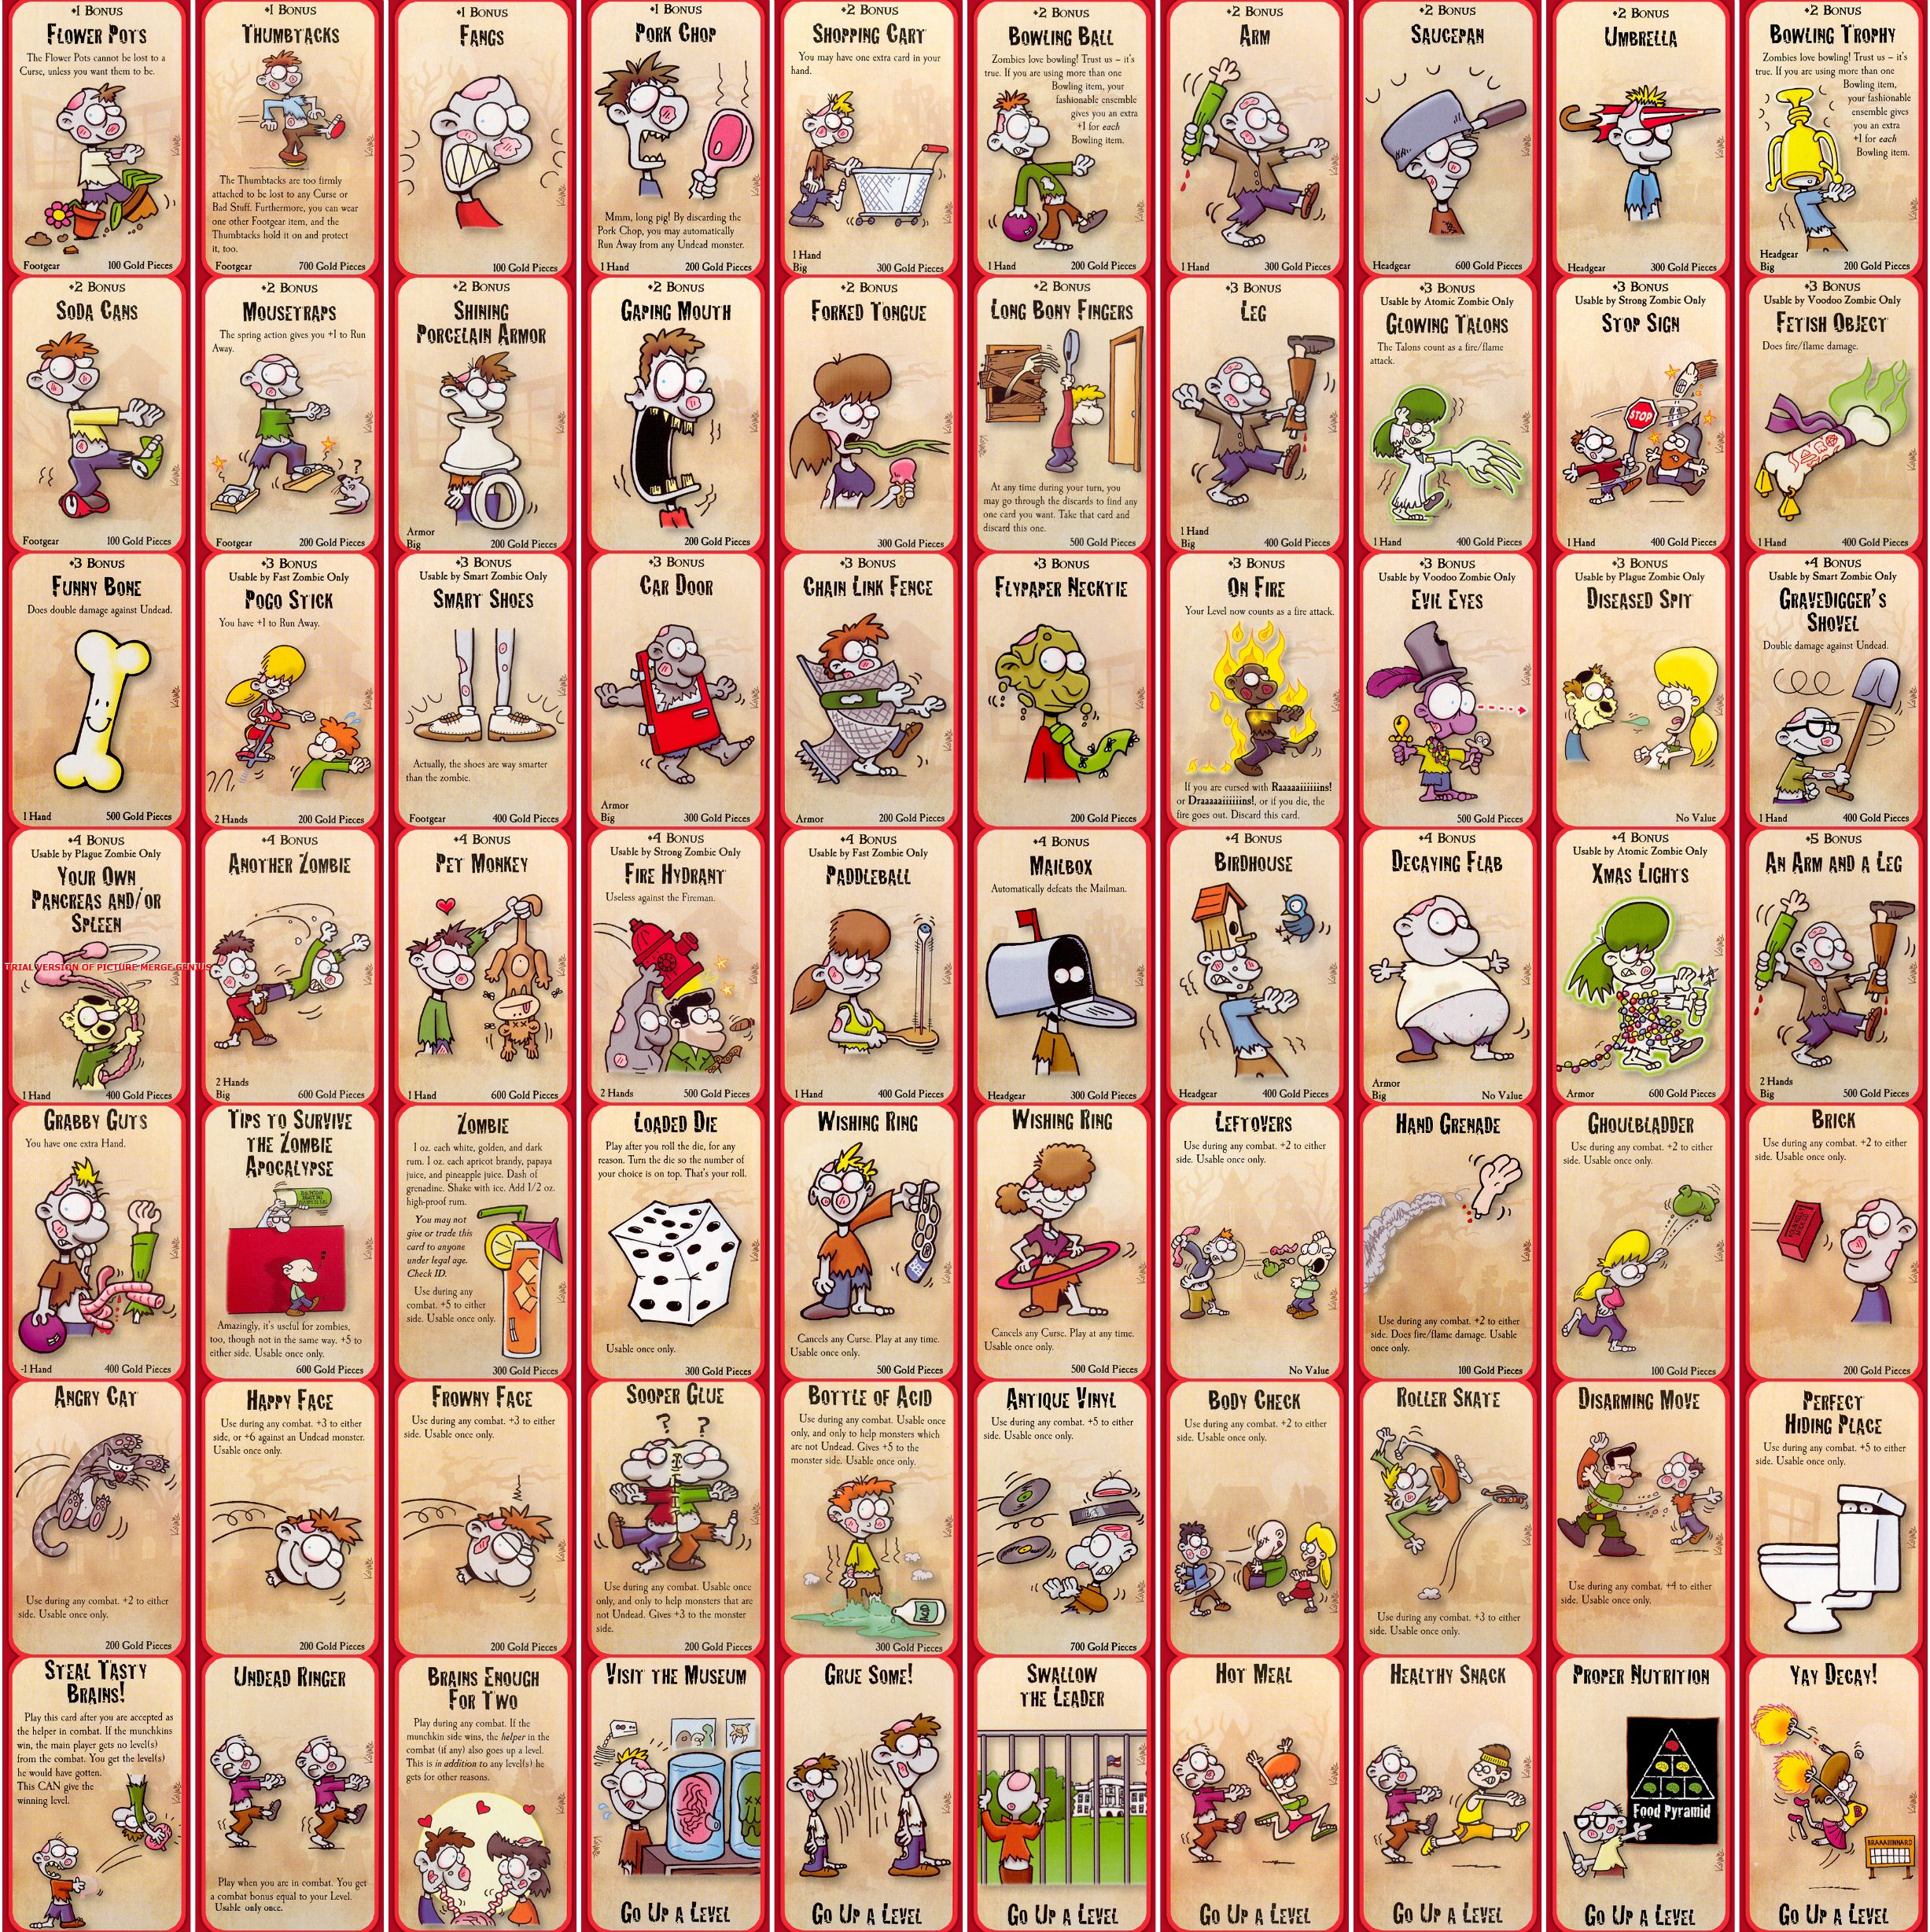 +1 Bonus
Flower Pots
The Flower Pots cannot be lost to a
Curse, unless you want them to be.
Footgear 100 Gold Pieces
+1 Bonus
Thumbtacks
The Thumbtacks are too firmly
attached to be lost to any Curse or
Bad Stuff. Furthermore, you can wear
one other Footgear item, and the
Thumbtacks hold it on and protect
it, too.
Footgear 700 Gold Pieces
+1 Bonus
Fangs
100 Gold Pieces
+1 Bonus
Pork Chop
Mmm, long pig! By discarding the
Pork Chop, you may automatically
Run Away from any Undead monster.
1 Hand 200 Gold Pieces
+2 Bonus
Shopping Cart
You may have one extra card in your
hand.
1 Hand
Big 300 Gold Pieces
+2 Bonus
Bowling Ball
Zombies love bowling! Trust us – it's
true. If you are using more than one
Bowling item, your
fashionable ensemble
gives you an extra
+1 for each
Bowling item.
1 Hand 200 Gold Pieces
+2 Bonus
Arm
1 Hand 300 Gold Pieces
+2 Bonus
Saucepan
Headgear 600 Gold Pieces
+2 Bonus
Umbrella
Headgear 300 Gold Pieces
+2 Bonus
Bowling Trophy
Zombies love bowling! Trust us – it's
true. If you are using more than one
Bowling item,
your fashionable
ensemble gives
you an extra
+1 for each
Bowling item.
Headgear
Big 200 Gold Pieces
+2 Bonus
Soda Cans
Footgear 100 Gold Pieces
+2 Bonus
Mousetraps
The spring action gives you +1 to Run
Away.
Footgear 200 Gold Pieces
+2 Bonus
Shining
Porcelain Armor
Armor
Big 200 Gold Pieces
+2 Bonus
Gaping Mouth
200 Gold Pieces
+2 Bonus
Forked Tongue
300 Gold Pieces
+2 Bonus
Long Bony Fingers
At any time during your turn, you
may go through the discards to find any
one card you want. Take that card and
discard this one.
500 Gold Pieces
+3 Bonus
Leg
1 Hand
Big 400 Gold Pieces
+3 Bonus
Usable by Atomic Zombie Only
Glowing Talons
The Talons count as a fire/flame
attack.
1 Hand 400 Gold Pieces
+3 Bonus
Usable by Strong Zombie Only
Stop Sign
STOP
1 Hand 400 Gold Pieces
+3 Bonus
Usable by Voodoo Zombie Only
Fetish Object
Does fire/flame damage.
1 Hand 400 Gold Pieces
+3 Bonus
Funny Bone
Does double damage against Undead.
1 Hand 500 Gold Pieces
+3 Bonus
Usable by Fast Zombie Only
Pogo Stick
You have +1 to Run Away.
2 Hands 200 Gold Pieces
+3 Bonus
Usable by Smart Zombie Only
Smart Shoes
Actually, the shoes are way smarter
than the zombie.
Footgear 400 Gold Pieces
+3 Bonus
Car Door
Armor
Big 300 Gold Pieces
+3 Bonus
Chain Link Fence
Armor 200 Gold Pieces
+3 Bonus
Flypaper Necktie
200 Gold Pieces
+3 Bonus
On Fire
Your Level now counts as a fire attack.
If you are cursed with Raaaaaiiiiiiins!
or Draaaaaiiiiiiins!, or if you die, the
fire goes out. Discard this card.
+3 Bonus
Usable by Voodoo Zombie Only
Evil Eyes
500 Gold Pieces
+3 Bonus
Usable by Plague Zombie Only
Diseased Spit
No Value
+4 Bonus
Usable by Smart Zombie Only
Gravedigger's
Shovel
Double damage against Undead.
1 Hand 400 Gold Pieces
+4 Bonus
Usable by Plague Zombie Only
Your Own
Pancreas and/or
Spleen
TRIAL VERSION OF PICTURE MERGE GENIUS
1 Hand 400 Gold Pieces
+4 Bonus
Another Zombie
2 Hands
Big 600 Gold Pieces
+4 Bonus
Pet Monkey
1 Hand 600 Gold Pieces
+4 Bonus
Usable by Strong Zombie Only
Fire Hydrant
Useless against the Fireman.
2 Hands 500 Gold Pieces
+4 Bonus
Usable by Fast Zombie Only
Paddleball
1 Hand 400 Gold Pieces
+4 Bonus
Mailbox
Automatically defeats the Mailman.
Headgear 300 Gold Pieces
+4 Bonus
Birdhouse
Headgear 400 Gold Pieces
+4 Bonus
Decaying Flab
Armor
Big No Value
+4 Bonus
Usable by Atomic Zombie Only
Xmas Lights
Armor 600 Gold Pieces
+5 Bonus
An Arm and a Leg
2 Hands
Big 500 Gold Pieces
Grabby Guts
You have one extra Hand.
-1 Hand 400 Gold Pieces
Tips to Survive
the Zombie
Apocalypse
Amazingly, it's useful for zombies,
too, though not in the same way. +5 to
either side. Usable once only.
600 Gold Pieces
Zombie
1 oz. each white, golden, and dark
rum. 1 oz. each apricot brandy, papaya
juice, and pineapple juice. Dash of
grenadine. Shake with ice. Add 1/2 oz.
high-proof rum.
You may not
give or trade this
card to anyone
under legal age.
Check ID.
Use during any
combat. +5 to either
side. Usable once only.
300 Gold Pieces
Loaded Die
Play after you roll the die, for any
reason. Turn the die so the number of
your choice is on top. That's your roll.
Usable once only.
300 Gold Pieces
Wishing Ring
Cancels any Curse. Play at any time.
Usable once only.
500 Gold Pieces
Wishing Ring
Cancels any Curse. Play at any time.
Usable once only.
500 Gold Pieces
Leftovers
Use during any combat. +2 to either
side. Usable once only.
No Value
Hand Grenade
Use during any combat. +2 to either
side. Does fire/flame damage. Usable
once only.
100 Gold Pieces
Ghoulbladder
Use during any combat. +2 to either
side. Usable once only.
100 Gold Pieces
Brick
Use during any combat. +2 to either
side. Usable once only.
200 Gold Pieces
Angry Cat
Use during any combat. +2 to either
side. Usable once only.
200 Gold Pieces
Happy Face
Use during any combat. +3 to either
side, or +6 against an Undead monster.
Usable once only.
200 Gold Pieces
Frowny Face
Use during any combat. +3 to either
side. Usable once only.
200 Gold Pieces
Sooper Glue
? ?
Use during any combat. Usable once
only, and only to help monsters that are
not Undead. Gives +3 to the monster
side.
200 Gold Pieces
Bottle of Acid
Use during any combat. Usable once
only, and only to help monsters which
are not Undead. Gives +5 to the
monster side. Usable once only.
ACID
300 Gold Pieces
Antique Vinyl
Use during any combat. +5 to either
side. Usable once only.
700 Gold Pieces
Body Check
Use during any combat. +2 to either
side. Usable once only.
Roller Skate
Use during any combat. +3 to either
side. Usable once only.
Disarming Move
Use during any combat. +4 to either
side. Usable once only.
Perfect
Hiding Place
Use during any combat. +5 to either
side. Usable once only.
Steal Tasty
Brains!
Play this card after you are accepted as
the helper in combat. If the munchkins
win, the main player gets no level(s)
from the combat. You get the level(s)
he would have gotten.
This CAN give the
winning level.
Undead Ringer
Play when you are in combat. You get
a combat bonus equal to your Level.
Usable only once.
Brains Enough
For Two
Play during any combat. If the
munchkin side wins, the helper in the
combat (if any) also goes up a level.
This is in addition to any level(s) he
gets for other reasons.
Visit the Museum
Go Up a Level
Grue Some!
Go Up a Level
Swallow
the Leader
Go Up a Level
Hot Meal
Go Up a Level
Healthy Snack
Go Up a Level
Proper Nutrition
Food Pyramid
Go Up a Level
Yay Decay!
Go Up a Level